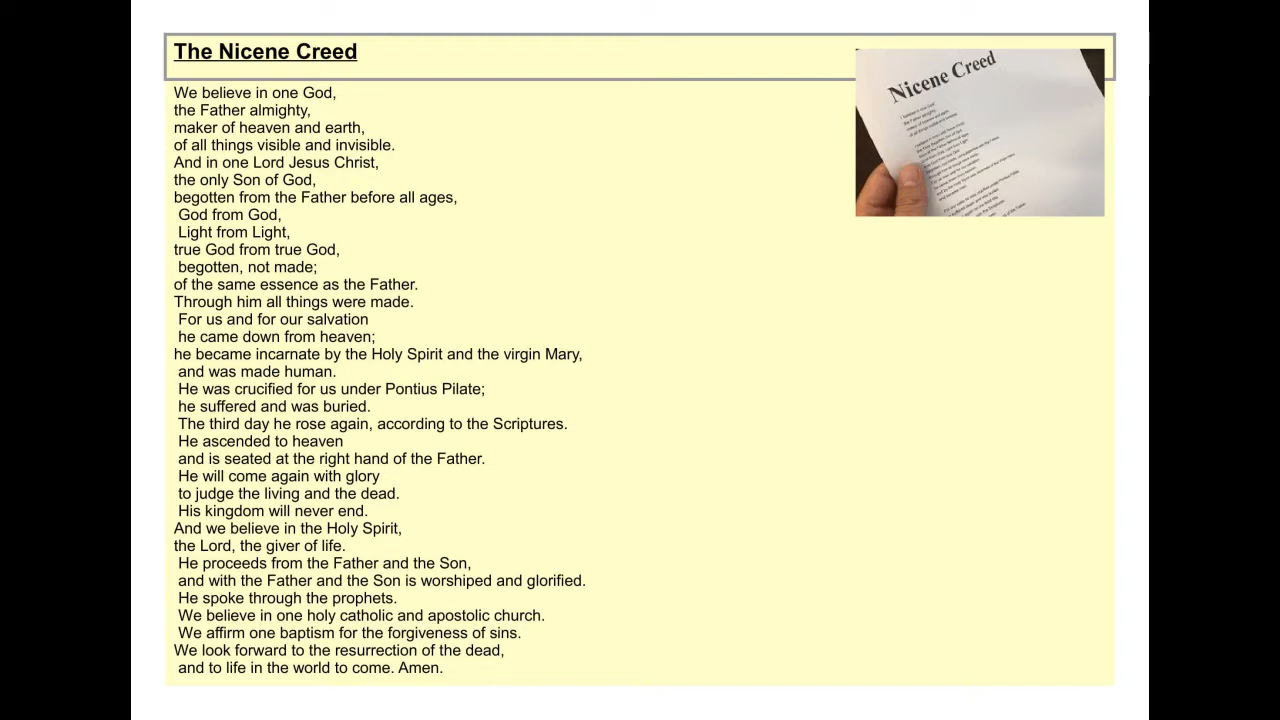 The Nicene Creed
We believe in one God,
the Father almighty,
maker of heaven and earth,
of all things visible and invisible.
And in one Lord Jesus Christ,
the only Son of God,
begotten from the Father before all ages,
God from God,
Light from Light,
true God from true God,
begotten, not made;
of the same essence as the Father.
Through him all things were made.
For us and for our salvation
he came down from heaven;
he became incarnate by the Holy Spirit and the virgin Mary,
and was made human.
He was crucified for us under Pontius Pilate;
he suffered and was buried.
The third day he rose again, according to the Scriptures.
He ascended to heaven
and is seated at the right hand of the Father.
He will come again with glory
to judge the living and the dead.
His kingdom will never end.
And we believe in the Holy Spirit,
the Lord, the giver of life.
He proceeds from the Father and the Son,
and with the Father and the Son is worshiped and glorified.
He spoke through the prophets.
We believe in one holy catholic and apostolic church.
We affirm one baptism for the forgiveness of sins.
We look forward to the resurrection of the dead,
and to life in the world to come. Amen.
Nicene Creed